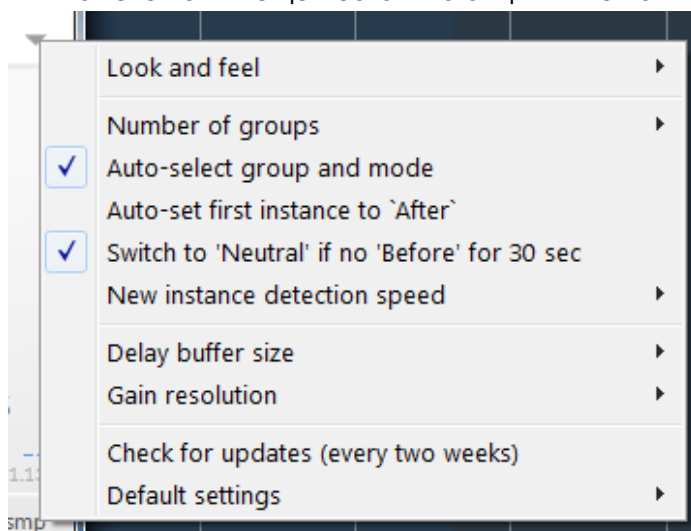 Look and feel
Number of groups
Auto-select group and mode
Auto-set first instance to `After`
Switch to 'Neutral' if no 'Before' for 30 sec
New instance detection speed
Delay buffer size
Gain resolution
Check for updates (every two weeks)
Default settings
smp